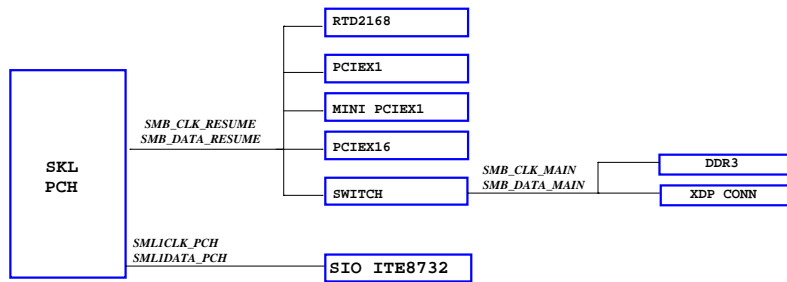 RTD2168
PCIEX1
MINI PCIEX1
SMB_CLK_RESUME
SMB_DATA_RESUME
PCIEX16
SKL
PCH
SWITCH
SMB_CLK_MAIN
SMB_DATA_MAIN
DDR3
XDP CONN
SML1CLK_PCH
SML1DATA_PCH
SIO ITE8732